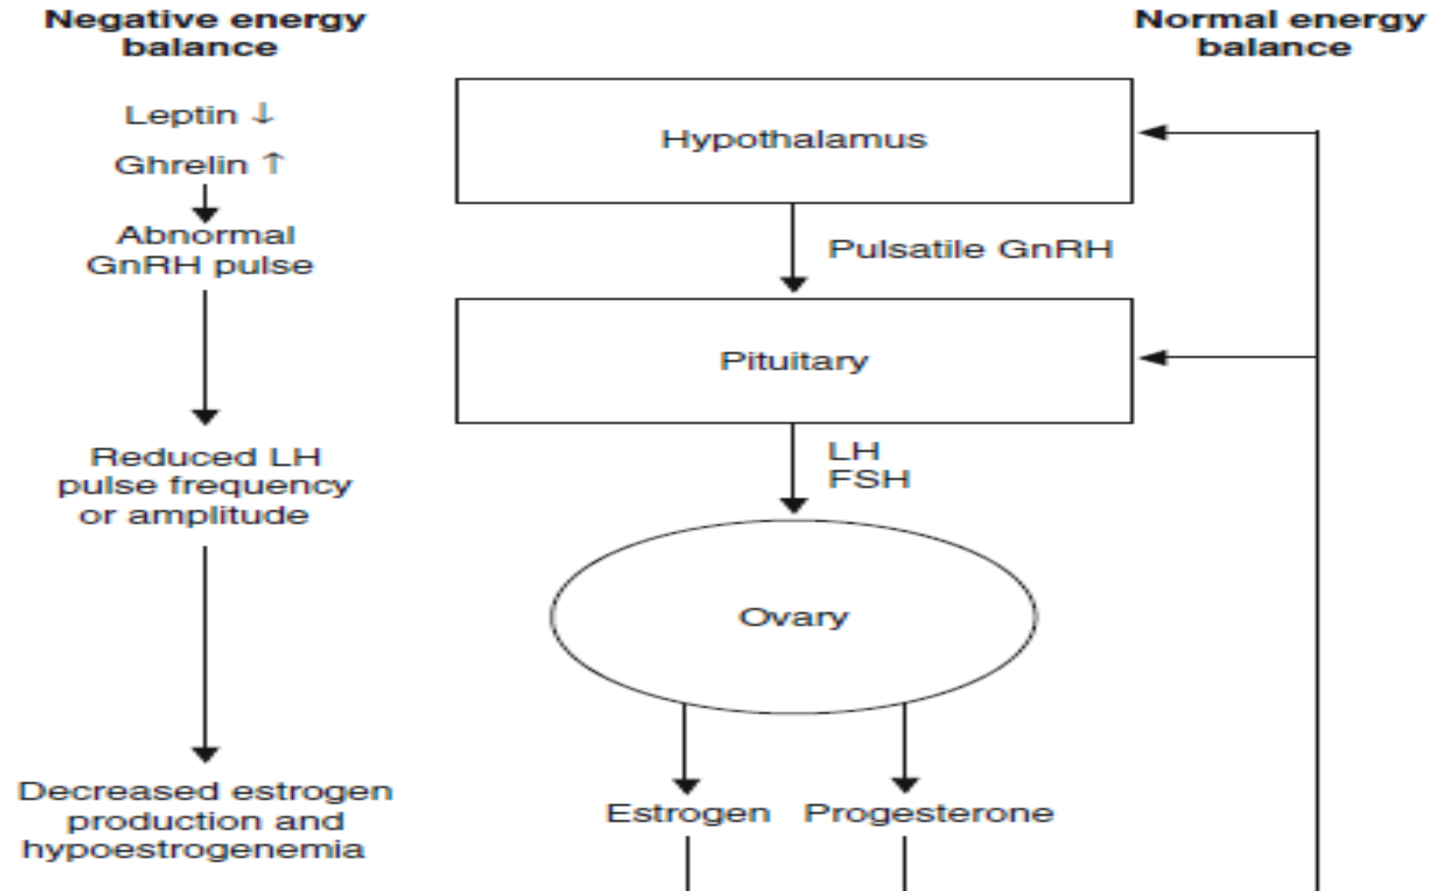 Negative energy
balance
Leptin ↓
Ghrelin ↑
Abnormal
GnRH pulse
Reduced LH
pulse frequency
or amplitude
Decreased estrogen
production and
hypoestrogenemia
Hypothalamus
Pulsatile GnRH
Pituitary
LH
FSH
Ovary
Estrogen
Progesterone
Normal energy
balance